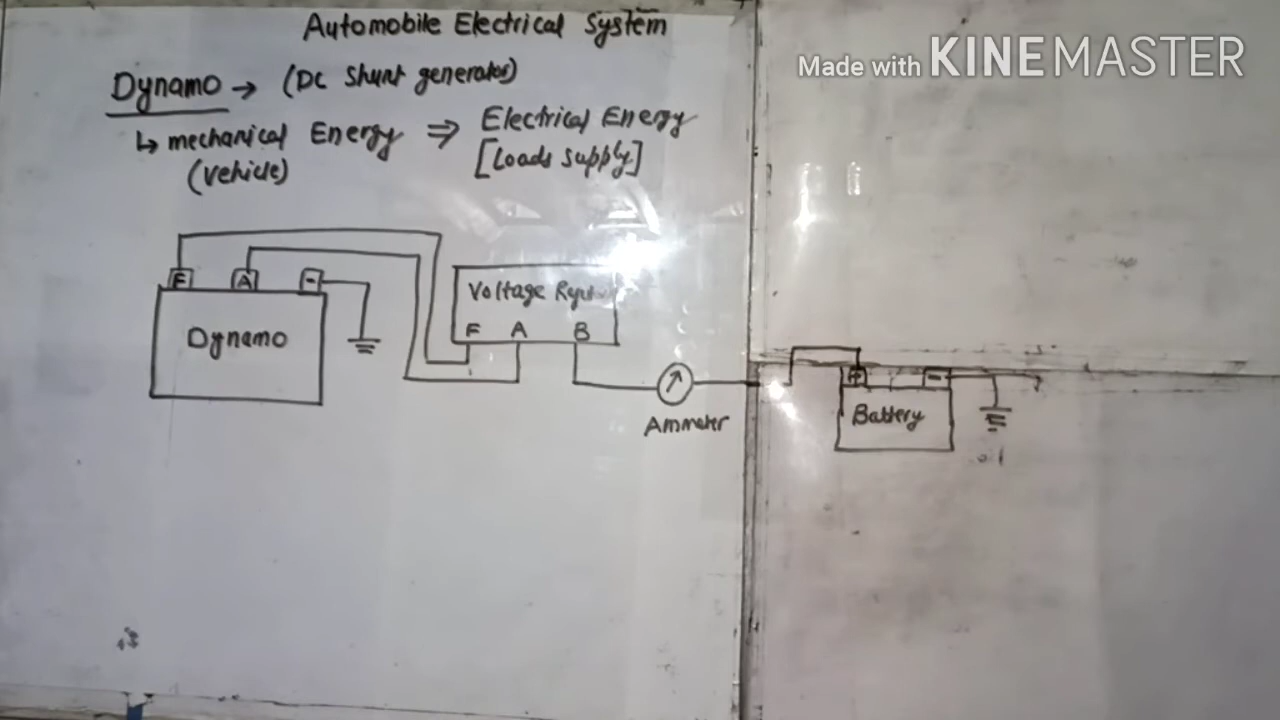 Automobile Electrical System
Made with KINEMASTER
Dynamo → (DC Shunt generator)
↳ mechanical Energy ⇒ Electrical Energy
(Vehicle) [Loads supply]
F A -
Voltage
F A B
Dynamo
Ammeter
+ -
Battery